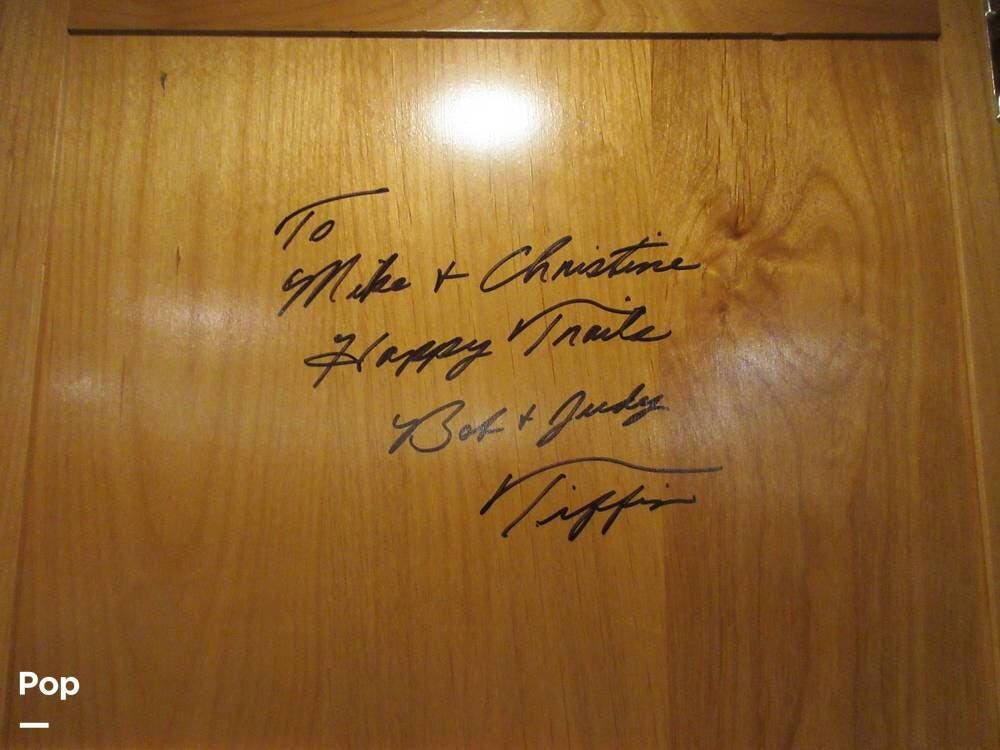 To
Mike + Christine
Happy Trails
Bob + Judy
Tiffin
Pop